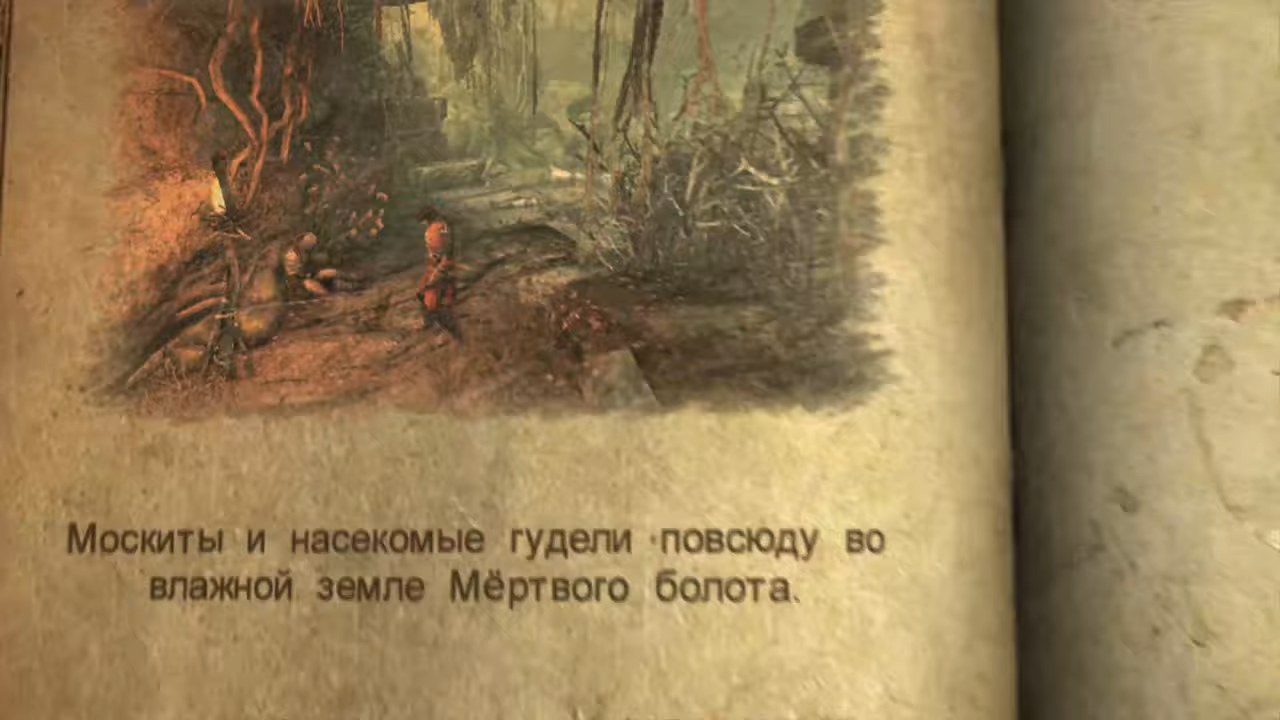 Москиты и насекомые гудели повсюду во
влажной земле Мёртвого болота.